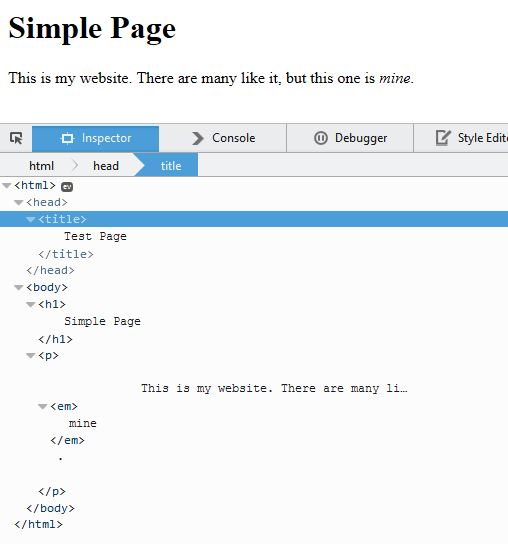 Simple Page
This is my website. There are many like it, but this one is mine.
Inspector Console Debugger Style Edit
html head title
<html> ev
<head>
<title>
Test Page
</title>
</head>
<body>
<h1>
Simple Page
</h1>
<p>
This is my website. There are many li…
<em>
mine
</em>
.
</p>
</body>
</html>